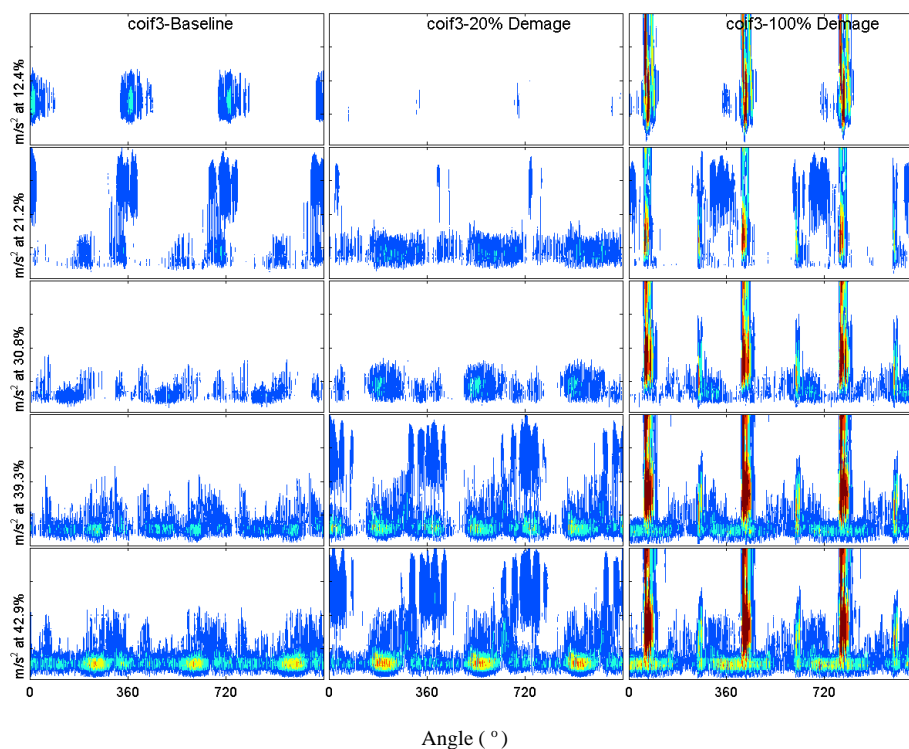 coif3-Baseline coif3-20% Demage coif3-100% Demage
m/s² at 12.4%
m/s² at 21.2%
m/s² at 30.8%
m/s² at 39.3%
m/s² at 42.9%
0 360 720 360 720 0 360 720
Angle ( ° )